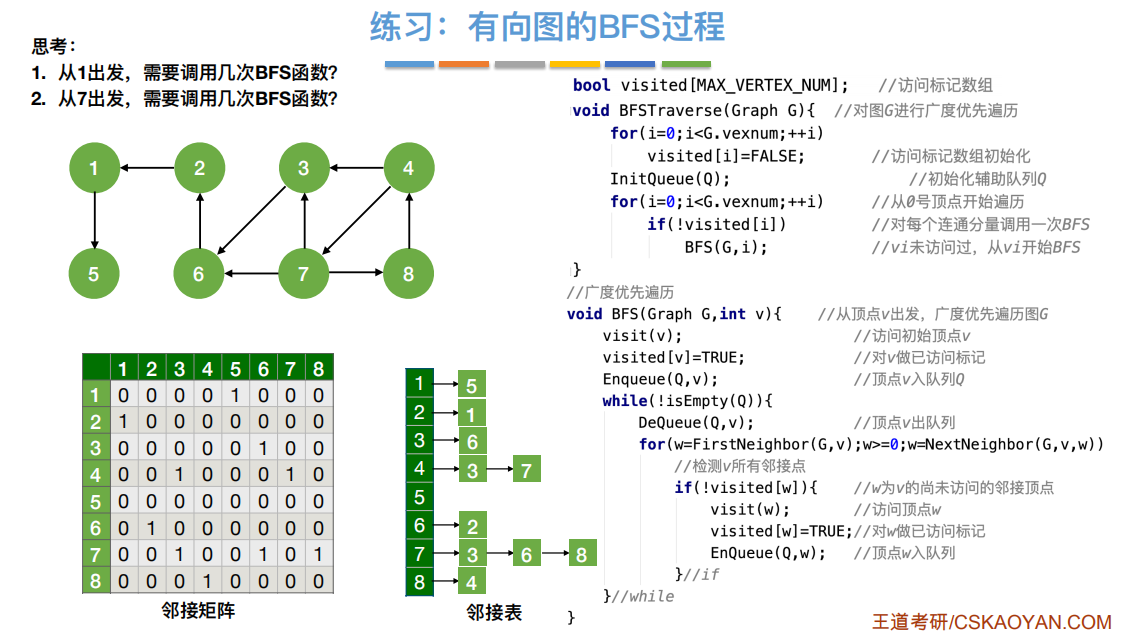 练习：有向图的BFS过程
思考：
1. 从1出发，需要调用几次BFS函数？
2. 从7出发，需要调用几次BFS函数？
1 2 3 4
5 6 7 8
1 2 3 4 5 6 7 8
1 0 0 0 0 1 0 0 0
2 1 0 0 0 0 0 0 0
3 0 0 0 0 0 1 0 0
4 0 0 1 0 0 0 1 0
5 0 0 0 0 0 0 0 0
6 0 1 0 0 0 0 0 0
7 0 0 1 0 0 1 0 1
8 0 0 0 1 0 0 0 0
邻接矩阵
1 5
2 1
3 6
4 3 7
5
6 2
7 3 6 8
8 4
邻接表
bool visited[MAX_VERTEX_NUM]; //访问标记数组
void BFSTraverse(Graph G){ //对图G进行广度优先遍历
for(i=0;i<G.vexnum;++i)
visited[i]=FALSE; //访问标记数组初始化
InitQueue(Q); //初始化辅助队列Q
for(i=0;i<G.vexnum;++i) //从0号顶点开始遍历
if(!visited[i]) //对每个连通分量调用一次BFS
BFS(G,i); //vi未访问过，从vi开始BFS
}
//广度优先遍历
void BFS(Graph G,int v){ //从顶点v出发，广度优先遍历图G
visit(v); //访问初始顶点v
visited[v]=TRUE; //对v做已访问标记
Enqueue(Q,v); //顶点v入队列Q
while(!isEmpty(Q)){
DeQueue(Q,v); //顶点v出队列
for(w=FirstNeighbor(G,v);w>=0;w=NextNeighbor(G,v,w))
//检测v所有邻接点
if(!visited[w]){ //w为v的尚未访问的邻接顶点
visit(w); //访问顶点w
visited[w]=TRUE;//对w做已访问标记
EnQueue(Q,w); //顶点w入队列
}//if
}//while
}
王道考研/CSKAOYAN.COM